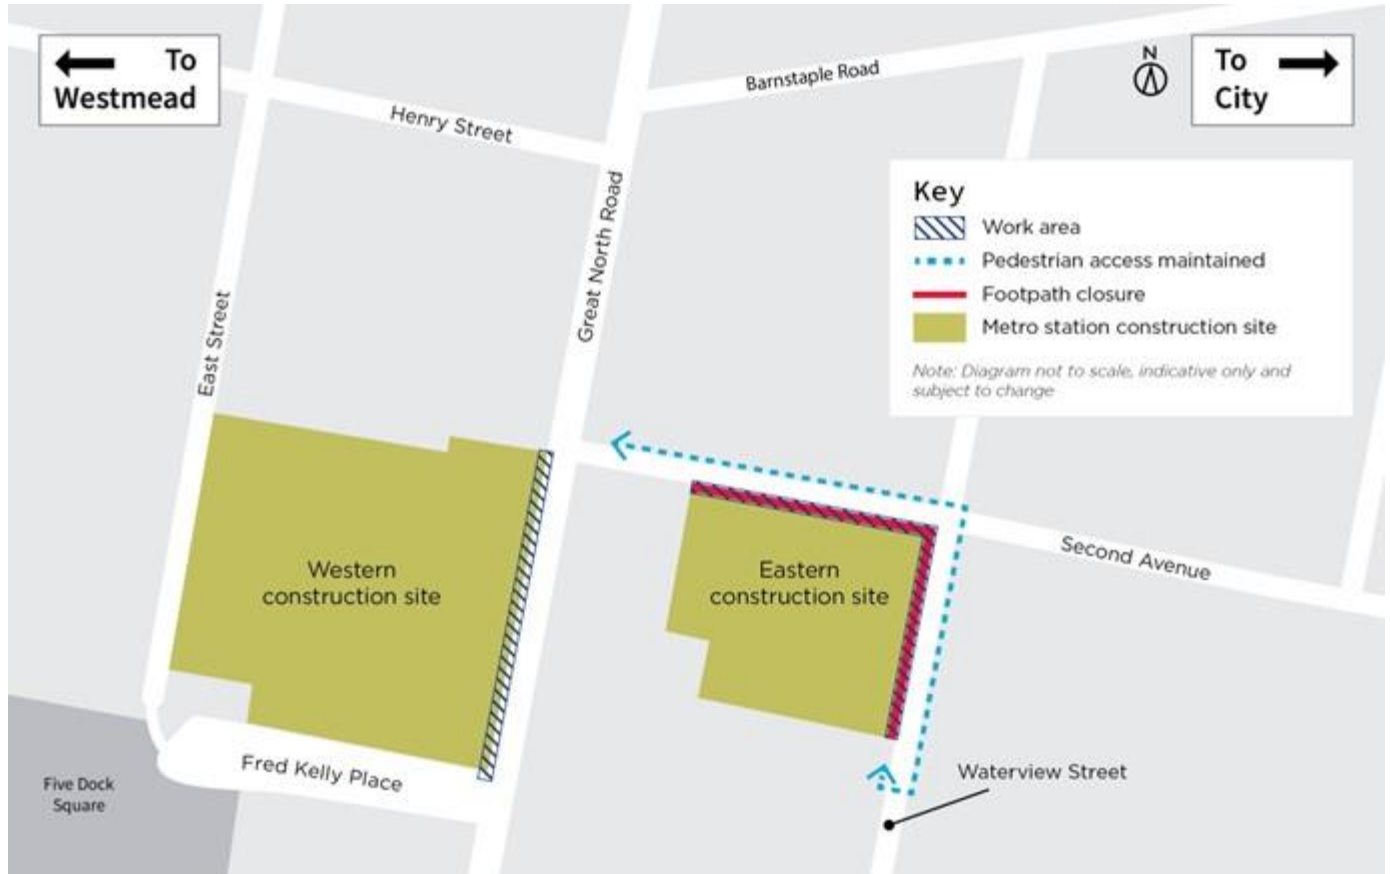 To
Westmead
Henry Street
Barnstaple Road
N
To
City
Great North Road
East Street
Key
Work area
Pedestrian access maintained
Footpath closure
Metro station construction site
Note: Diagram not to scale, indicative only and
subject to change
Western
construction site
Eastern
construction site
Second Avenue
Fred Kelly Place
Five Dock
Square
Waterview Street